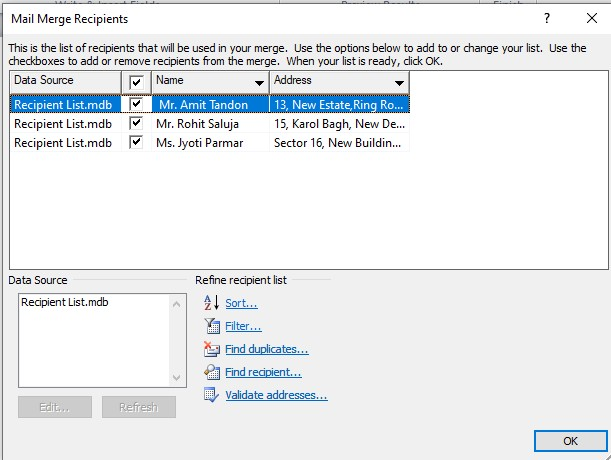 Mail Merge Recipients
?
This is the list of recipients that will be used in your merge. Use the options below to add to or change your list. Use the
checkboxes to add or remove recipients from the merge. When your list is ready, click OK.
Data Source Name Address
Recipient List.mdb Mr. Amit Tandon 13, New Estate,Ring Ro...
Recipient List.mdb Mr. Rohit Saluja 15, Karol Bagh, New De...
Recipient List.mdb Ms. Jyoti Parmar Sector 16, New Buildin...
Data Source Refine recipient list
Recipient List.mdb
Sort...
Filter...
Find duplicates...
Find recipient...
Validate addresses...
Edit... Refresh
OK